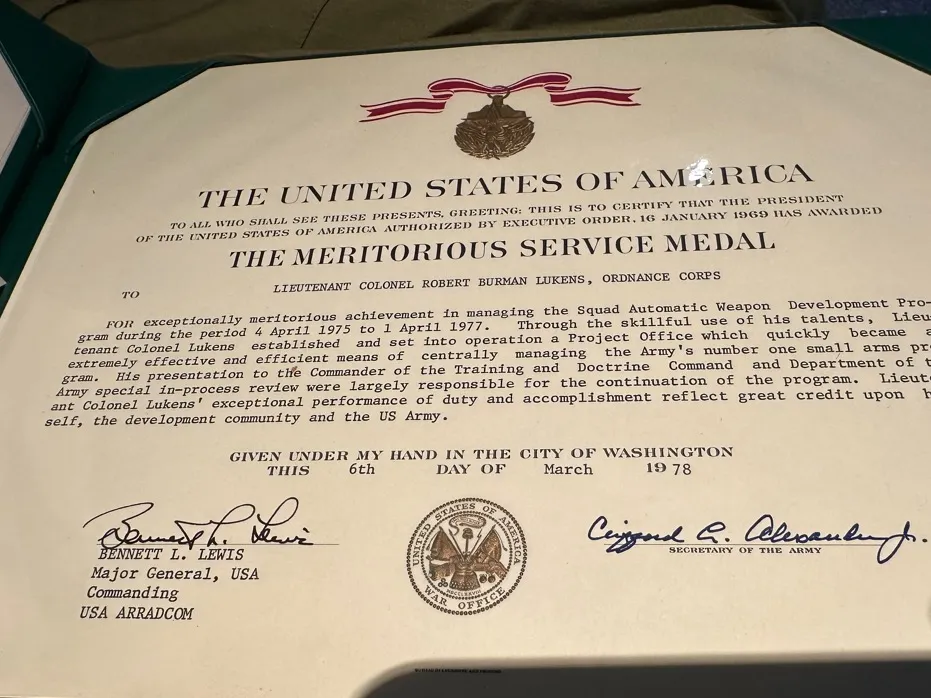 THE UNITED STATES OF AMERICA
TO ALL WHO SHALL SEE THESE PRESENTS, GREETING: THIS IS TO CERTIFY THAT THE PRESIDENT
OF THE UNITED STATES OF AMERICA AUTHORIZED BY EXECUTIVE ORDER, 16 JANUARY 1969 HAS AWARDED
THE MERITORIOUS SERVICE MEDAL
TO LIEUTENANT COLONEL ROBERT BURMAN LUKENS, ORDNANCE CORPS
FOR exceptionally meritorious achievement in managing the Squad Automatic Weapon Development Pro-
gram during the period 4 April 1975 to 1 April 1977. Through the skillful use of his talents, Lieu
tenant Colonel Lukens established and set into operation a Project Office which quickly became a
extremely effective and efficient means of centrally managing the Army's number one small arms pr
gram. His presentation to the Commander of the Training and Doctrine Command and Department of t
Army special in-process review were largely responsible for the continuation of the program. Lieut
ant Colonel Lukens' exceptional performance of duty and accomplishment reflect great credit upon h
self, the development community and the US Army.
GIVEN UNDER MY HAND IN THE CITY OF WASHINGTON
THIS 6th DAY OF March 1978
Bennett L. Lewis
BENNETT L. LEWIS
Major General, USA
Commanding
USA ARRADCOM
UNITED STATES OF AMERICA
WAR OFFICE
Clifford L. Alexander, Jr.
SECRETARY OF THE ARMY